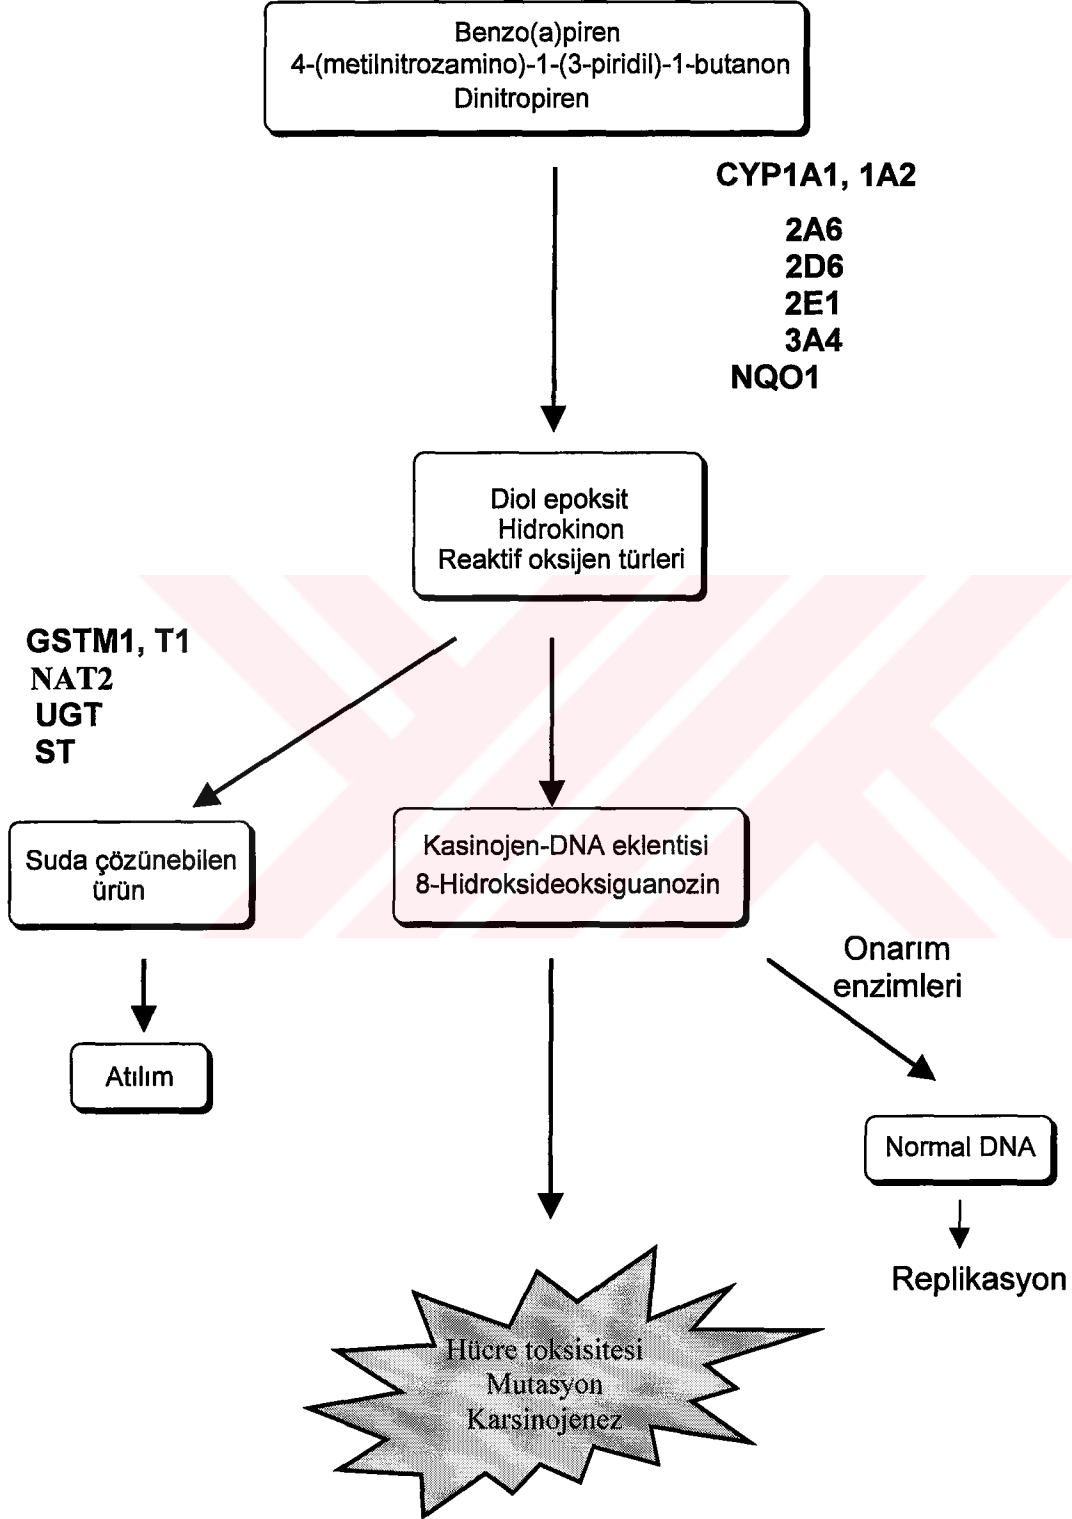 Benzo(a)piren
4-(metilnitrozamino)-1-(3-piridil)-1-butanon
Dinitropiren
CYP1A1, 1A2
2A6
2D6
2E1
3A4
NQO1
Diol epoksit
Hidrokinon
Reaktif oksijen türleri
GSTM1, T1
NAT2
UGT
ST
Suda çözünebilen
ürün
Kasinojen-DNA eklentisi
8-Hidroksideoksiguanozin
Onarım
enzimleri
Atılım
Normal DNA
Replikasyon
Hücre toksisitesi
Mutasyon
Karsinojenez